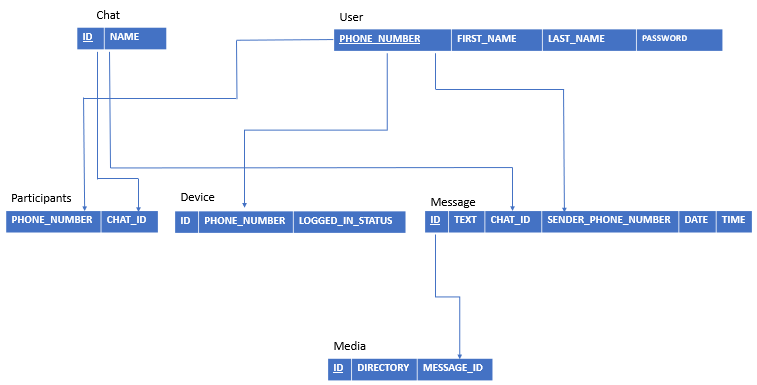 Chat
ID NAME
User
PHONE_NUMBER FIRST_NAME LAST_NAME PASSWORD
Participants
PHONE_NUMBER CHAT_ID
Device
ID PHONE_NUMBER LOGGED_IN_STATUS
Message
ID TEXT CHAT_ID SENDER_PHONE_NUMBER DATE TIME
Media
ID DIRECTORY MESSAGE_ID